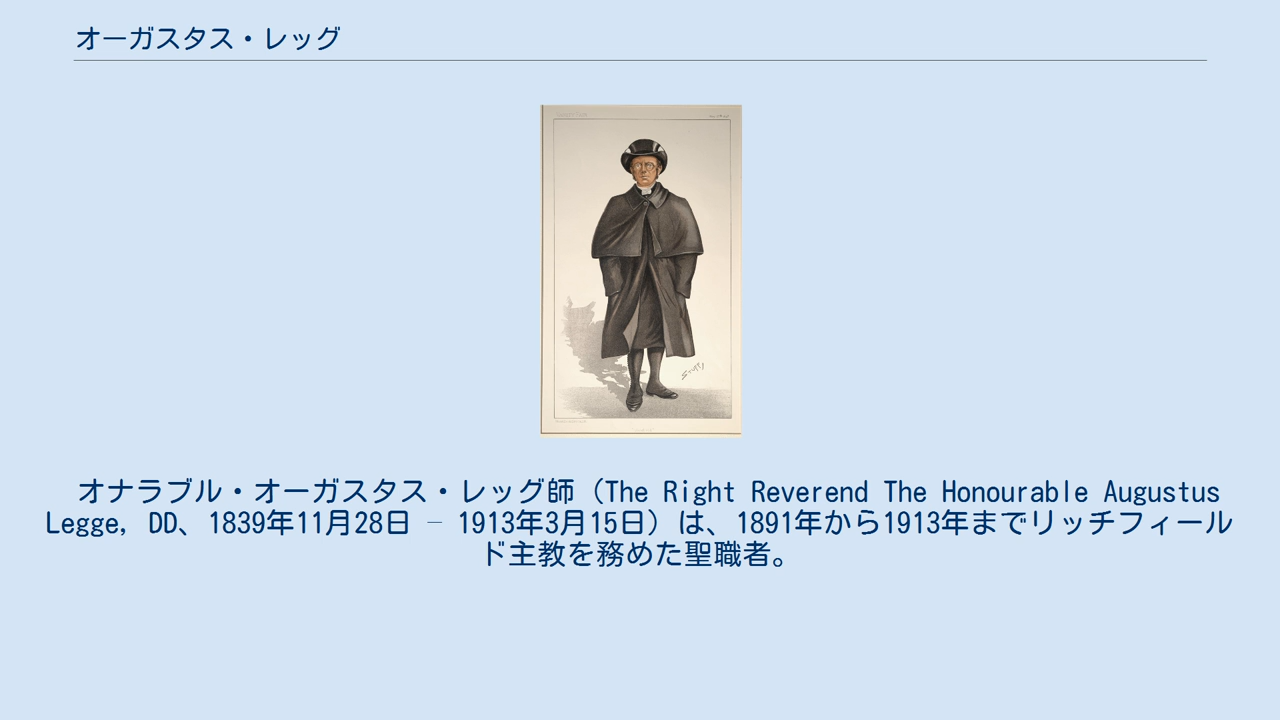 オーガスタス・レッグ
Spy
オナラブル・オーガスタス・レッグ師（The Right Reverend The Honourable Augustus
Legge, DD、1839年11月28日 – 1913年3月15日）は、1891年から1913年までリッチフィール
ド主教を務めた聖職者。